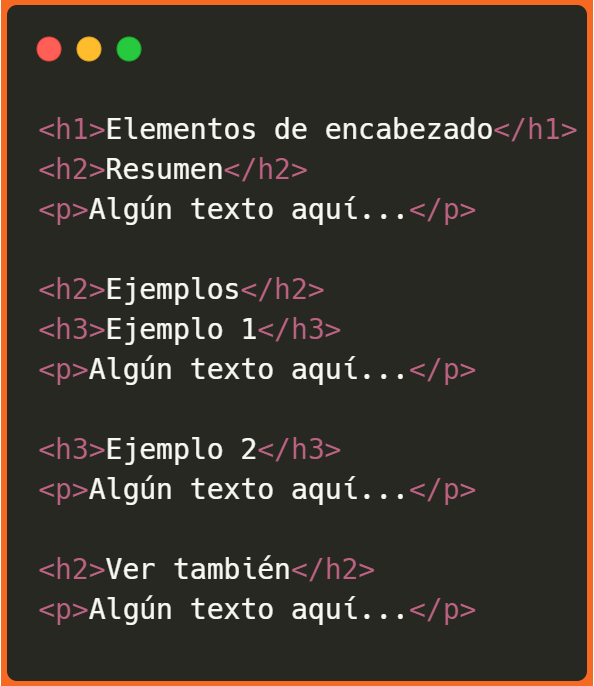 <h1>Elementos de encabezado</h1>
<h2>Resumen</h2>
<p>Algún texto aquí...</p>
<h2>Ejemplos</h2>
<h3>Ejemplo 1</h3>
<p>Algún texto aquí...</p>
<h3>Ejemplo 2</h3>
<p>Algún texto aquí...</p>
<h2>Ver también</h2>
<p>Algún texto aquí...</p>